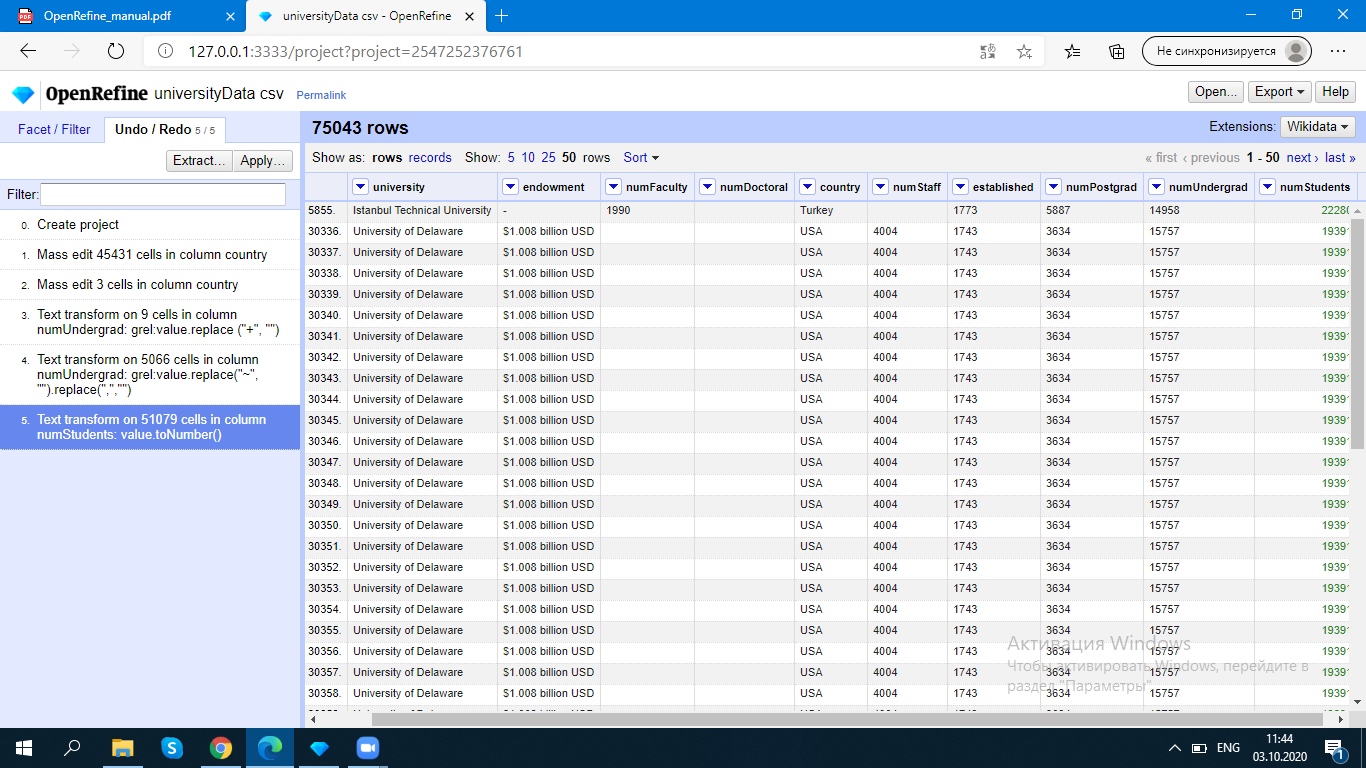 OpenRefine_manual.pdf
universityData csv - OpenRefine
127.0.0.1:3333/project?project=2547252376761
Не синхронизируется
OpenRefine universityData csv Permalink
Open... Export Help
Facet / Filter Undo / Redo 5 / 5
75043 rows
Extensions: Wikidata
Extract... Apply...
Show as: rows records Show: 5 10 25 50 rows Sort
« first ‹ previous 1 - 50 next › last »
Filter:
0. Create project
1. Mass edit 45431 cells in column country
2. Mass edit 3 cells in column country
3. Text transform on 9 cells in column
numUndergrad: grel:value.replace ("+", "")
4. Text transform on 5066 cells in column
numUndergrad: grel:value.replace("~",
"").replace(",","")
5. Text transform on 51079 cells in column
numStudents: value.toNumber()
university endowment numFaculty numDoctoral country numStaff established numPostgrad numUndergrad numStudents
5855. Istanbul Technical University - 1990 Turkey 1773 5887 14958 2228
30336. University of Delaware $1.008 billion USD USA 4004 1743 3634 15757 1939
30337. University of Delaware $1.008 billion USD USA 4004 1743 3634 15757 1939
30338. University of Delaware $1.008 billion USD USA 4004 1743 3634 15757 1939
30339. University of Delaware $1.008 billion USD USA 4004 1743 3634 15757 1939
30340. University of Delaware $1.008 billion USD USA 4004 1743 3634 15757 1939
30341. University of Delaware $1.008 billion USD USA 4004 1743 3634 15757 1939
30342. University of Delaware $1.008 billion USD USA 4004 1743 3634 15757 1939
30343. University of Delaware $1.008 billion USD USA 4004 1743 3634 15757 1939
30344. University of Delaware $1.008 billion USD USA 4004 1743 3634 15757 1939
30345. University of Delaware $1.008 billion USD USA 4004 1743 3634 15757 1939
30346. University of Delaware $1.008 billion USD USA 4004 1743 3634 15757 1939
30347. University of Delaware $1.008 billion USD USA 4004 1743 3634 15757 1939
30348. University of Delaware $1.008 billion USD USA 4004 1743 3634 15757 1939
30349. University of Delaware $1.008 billion USD USA 4004 1743 3634 15757 1939
30350. University of Delaware $1.008 billion USD USA 4004 1743 3634 15757 1939
30351. University of Delaware $1.008 billion USD USA 4004 1743 3634 15757 1939
30352. University of Delaware $1.008 billion USD USA 4004 1743 3634 15757 1939
30353. University of Delaware $1.008 billion USD USA 4004 1743 3634 15757 1939
30354. University of Delaware $1.008 billion USD USA 4004 1743 3634 15757 1939
30355. University of Delaware $1.008 billion USD USA 4004 1743 3634 15757 1939
30356. University of Delaware $1.008 billion USD USA 4004 1743 3634 15757 1939
30357. University of Delaware $1.008 billion USD USA 4004 1743 3634 15757 1939
30358. University of Delaware $1.008 billion USD USA 4004 1743 3634 15757 1939
Активация Windows
Чтобы активировать Windows, перейдите в
раздел "Параметры"
ENG
11:44
03.10.2020
1